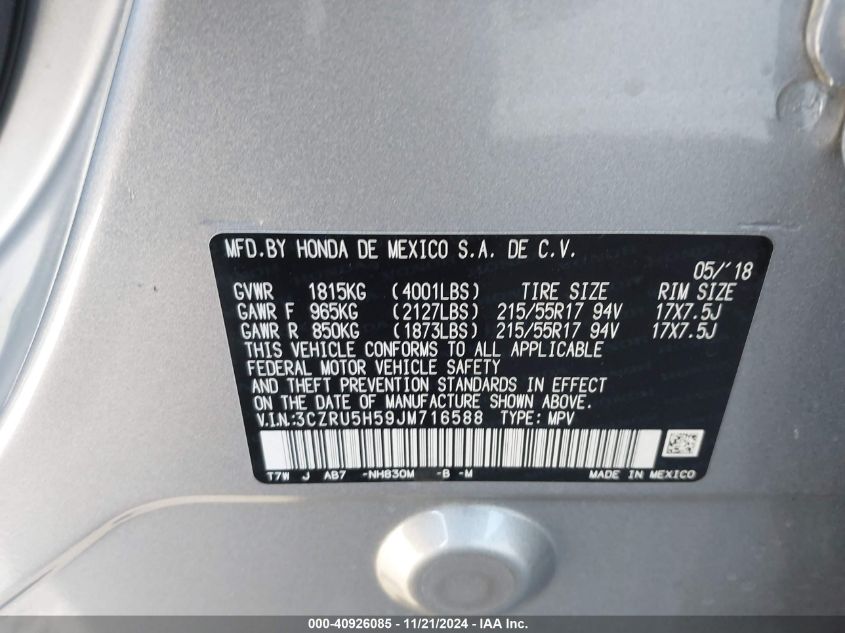 MFD.BY HONDA DE MEXICO S.A. DE C.V.
05/'18
GVWR 1815KG (4001LBS) TIRE SIZE RIM SIZE
GAWR F 965KG (2127LBS) 215/55R17 94V 17X7.5J
GAWR R 850KG (1873LBS) 215/55R17 94V 17X7.5J
THIS VEHICLE CONFORMS TO ALL APPLICABLE
FEDERAL MOTOR VEHICLE SAFETY
AND THEFT PREVENTION STANDARDS IN EFFECT
ON THE DATE OF MANUFACTURE SHOWN ABOVE.
V.I.N.:3CZRU5H59JM716588 TYPE: MPV
T7W J AB7 -NH830M -B -M MADE IN MEXICO
000-40926085 - 11/21/2024 - IAA Inc.